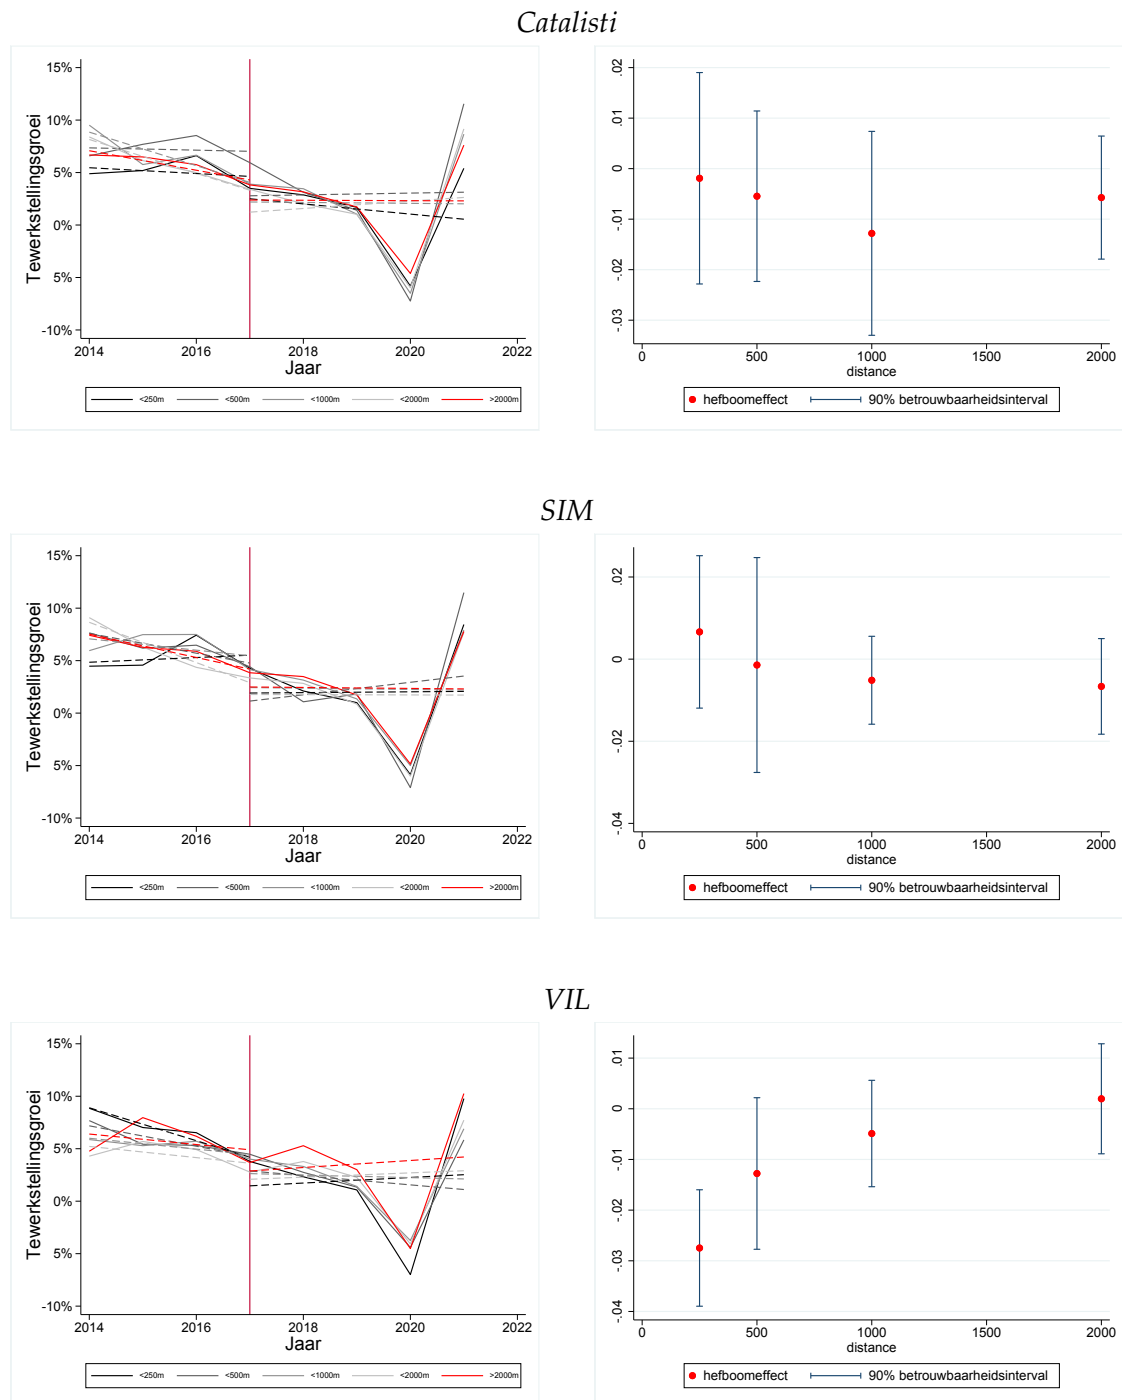 Catalisti
Tewerkstellingsgroei
15%
10%
5%
0%
5%
-10%
2014 2016 2018 2020 2022
Jaar
<250m <500m <1000m <2000m >2000m
.02
.01
0
-.01
-.02
-.03
0 500 1000 1500 2000
distance
hefboomeffect 90% betrouwbaarheidsinterval
SIM
Tewerkstellingsgroei
15%
10%
5%
0%
5%
-10%
2014 2016 2018 2020 2022
Jaar
<250m <500m <1000m <2000m >2000m
.02
0
-.02
-.04
0 500 1000 1500 2000
distance
hefboomeffect 90% betrouwbaarheidsinterval
VIL
Tewerkstellingsgroei
15%
10%
5%
0%
5%
-10%
2014 2016 2018 2020 2022
Jaar
<250m <500m <1000m <2000m >2000m
.01
0
-.01
-.02
-.03
-.04
0 500 1000 1500 2000
distance
hefboomeffect 90% betrouwbaarheidsinterval